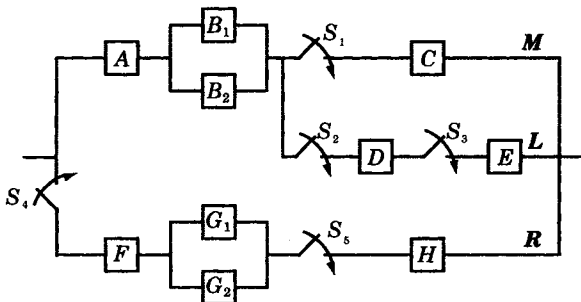 B₁ S₁ M
A C
B₂
S₂ S₃ L
D E
S₄
G₁ S₅ R
F H
G₂